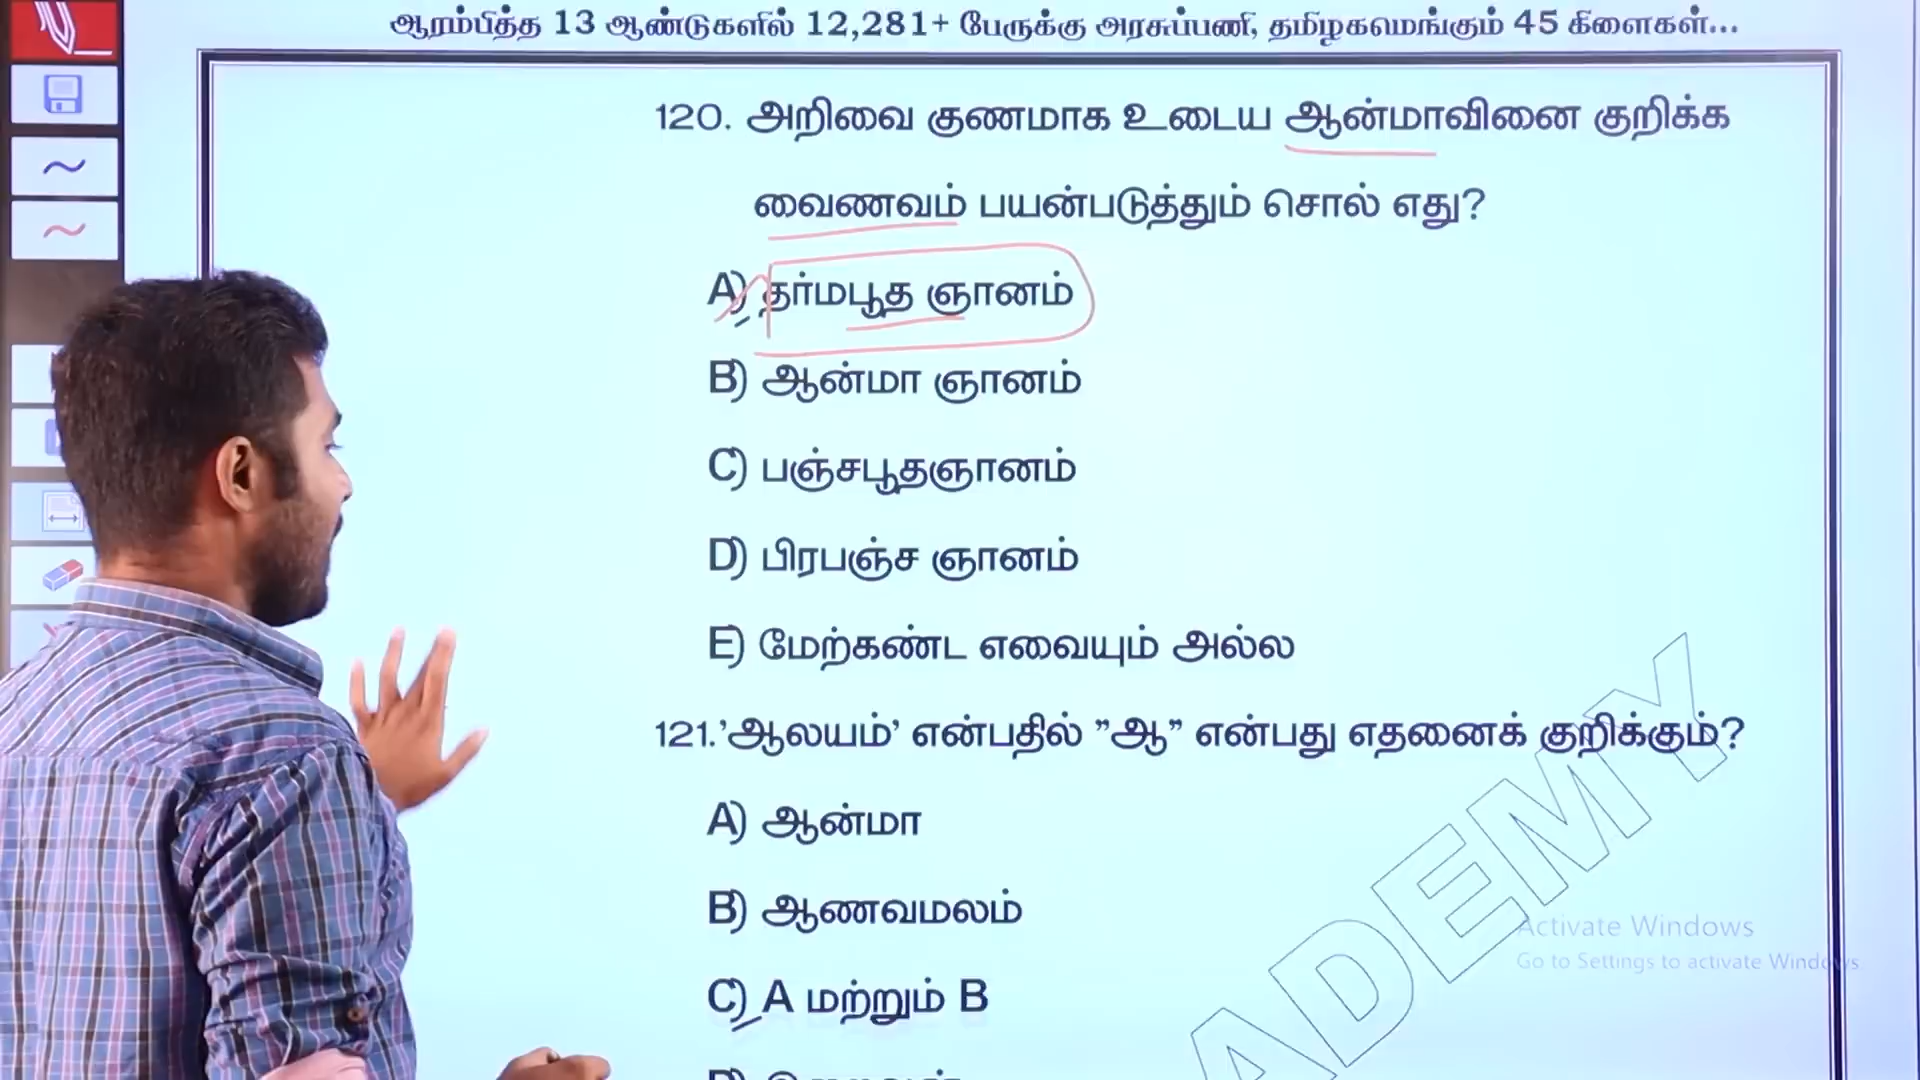 ஆரம்பித்த 13 ஆண்டுகளில் 12,281+ பேருக்கு அரசுப்பணி, தமிழகமெங்கும் 45 கிளைகள்...
120. அறிவை குணமாக உடைய ஆன்மாவினை குறிக்க
வைணவம் பயன்படுத்தும் சொல் எது?
A) தர்மபூத ஞானம்
B) ஆன்மா ஞானம்
C) பஞ்சபூதஞானம்
D) பிரபஞ்ச ஞானம்
E) மேற்கண்ட எவையும் அல்ல
121.'ஆலயம்' என்பதில் ”ஆ” என்பது எதனைக் குறிக்கும்?
A) ஆன்மா
B) ஆணவமலம்
C) A மற்றும் B
ADEMY
Activate Windows
Go to Settings to activate Windows